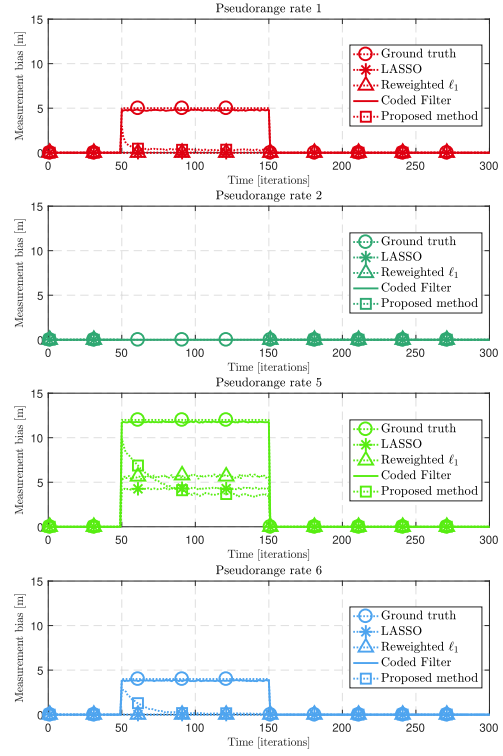 Pseudorange rate 1
Measurement bias [m]
15
10
5
0
Ground truth
LASSO
Reweighted ℓ₁
Coded Filter
Proposed method
0 50 100 150 200 250 300
Time [iterations]
Pseudorange rate 2
Measurement bias [m]
15
10
5
0
Ground truth
LASSO
Reweighted ℓ₁
Coded Filter
Proposed method
0 50 100 150 200 250 300
Time [iterations]
Pseudorange rate 5
Measurement bias [m]
15
10
5
0
Ground truth
LASSO
Reweighted ℓ₁
Coded Filter
Proposed method
0 50 100 150 200 250 300
Time [iterations]
Pseudorange rate 6
Measurement bias [m]
15
10
5
0
Ground truth
LASSO
Reweighted ℓ₁
Coded Filter
Proposed method
0 50 100 150 200 250 300
Time [iterations]